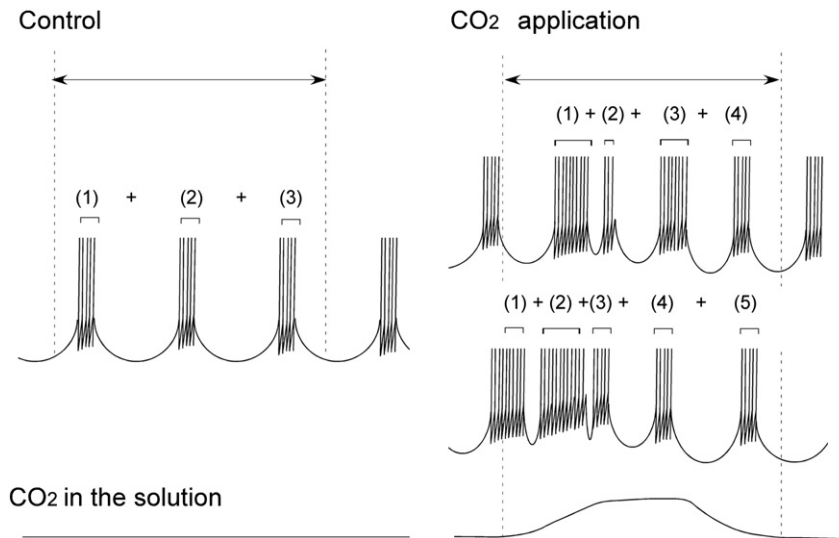 Control
CO2 application
(1) + (2) + (3) + (4)
(1) + (2) + (3)
(1) + (2) +(3) + (4) + (5)
CO2 in the solution